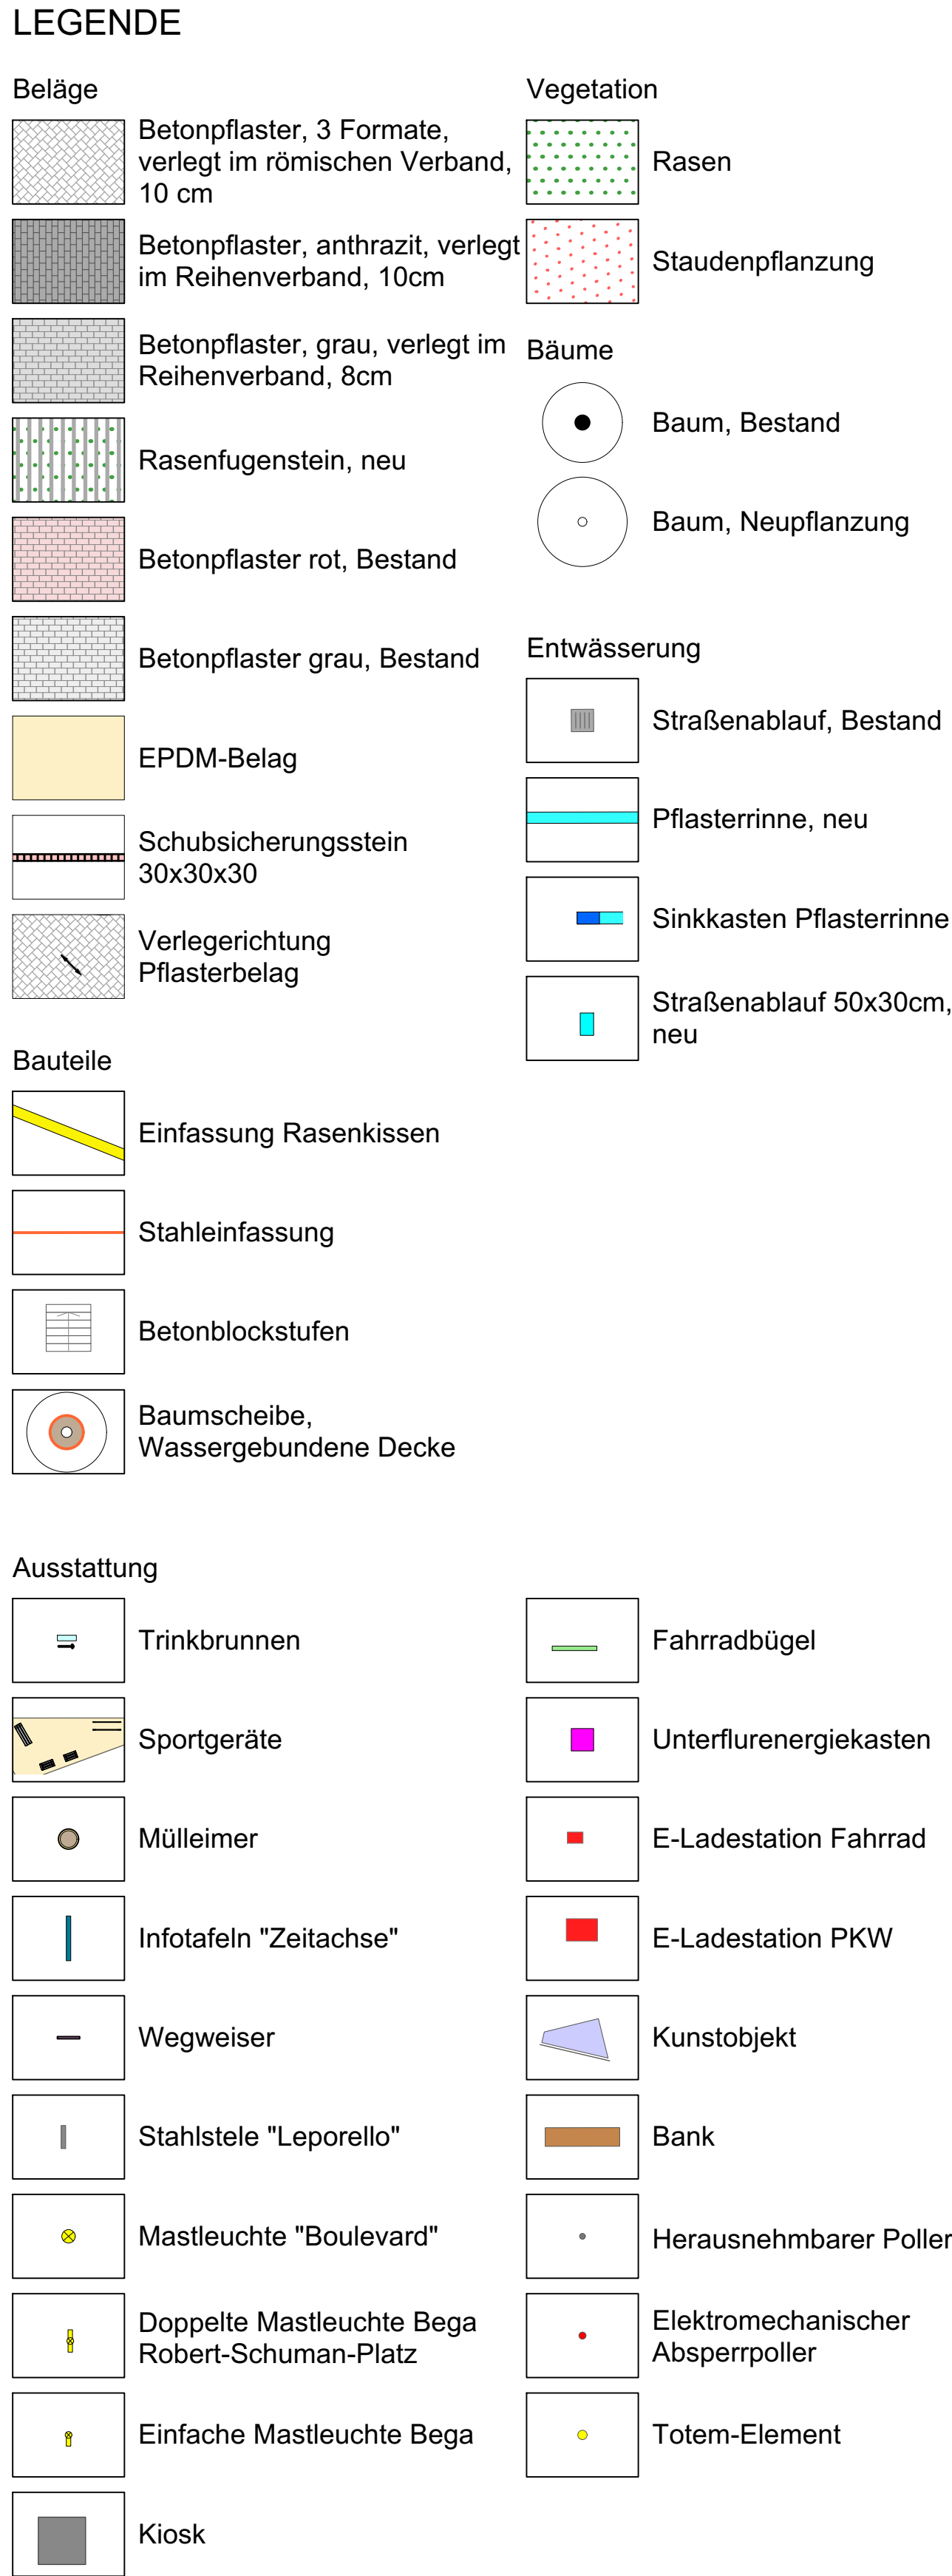 LEGENDE
Beläge
Betonpflaster, 3 Formate,
verlegt im römischen Verband,
10 cm
Betonpflaster, anthrazit, verlegt
im Reihenverband, 10cm
Betonpflaster, grau, verlegt im
Reihenverband, 8cm
Rasenfugenstein, neu
Betonpflaster rot, Bestand
Betonpflaster grau, Bestand
EPDM-Belag
Schubsicherungsstein
30x30x30
Verlegerichtung
Pflasterbelag
Bauteile
Einfassung Rasenkissen
Stahleinfassung
Betonblockstufen
Baumscheibe,
Wassergebundene Decke
Vegetation
Rasen
Staudenpflanzung
Bäume
Baum, Bestand
Baum, Neupflanzung
Entwässerung
Straßenablauf, Bestand
Pflasterrinne, neu
Sinkkasten Pflasterrinne
Straßenablauf 50x30cm,
neu
Ausstattung
Trinkbrunnen
Sportgeräte
Mülleimer
Infotafeln "Zeitachse"
Wegweiser
Stahlstele "Leporello"
Mastleuchte "Boulevard"
Doppelte Mastleuchte Bega
Robert-Schuman-Platz
Einfache Mastleuchte Bega
Kiosk
Fahrradbügel
Unterflurenergiekasten
E-Ladestation Fahrrad
E-Ladestation PKW
Kunstobjekt
Bank
Herausnehmbarer Poller
Elektromechanischer
Absperrpoller
Totem-Element